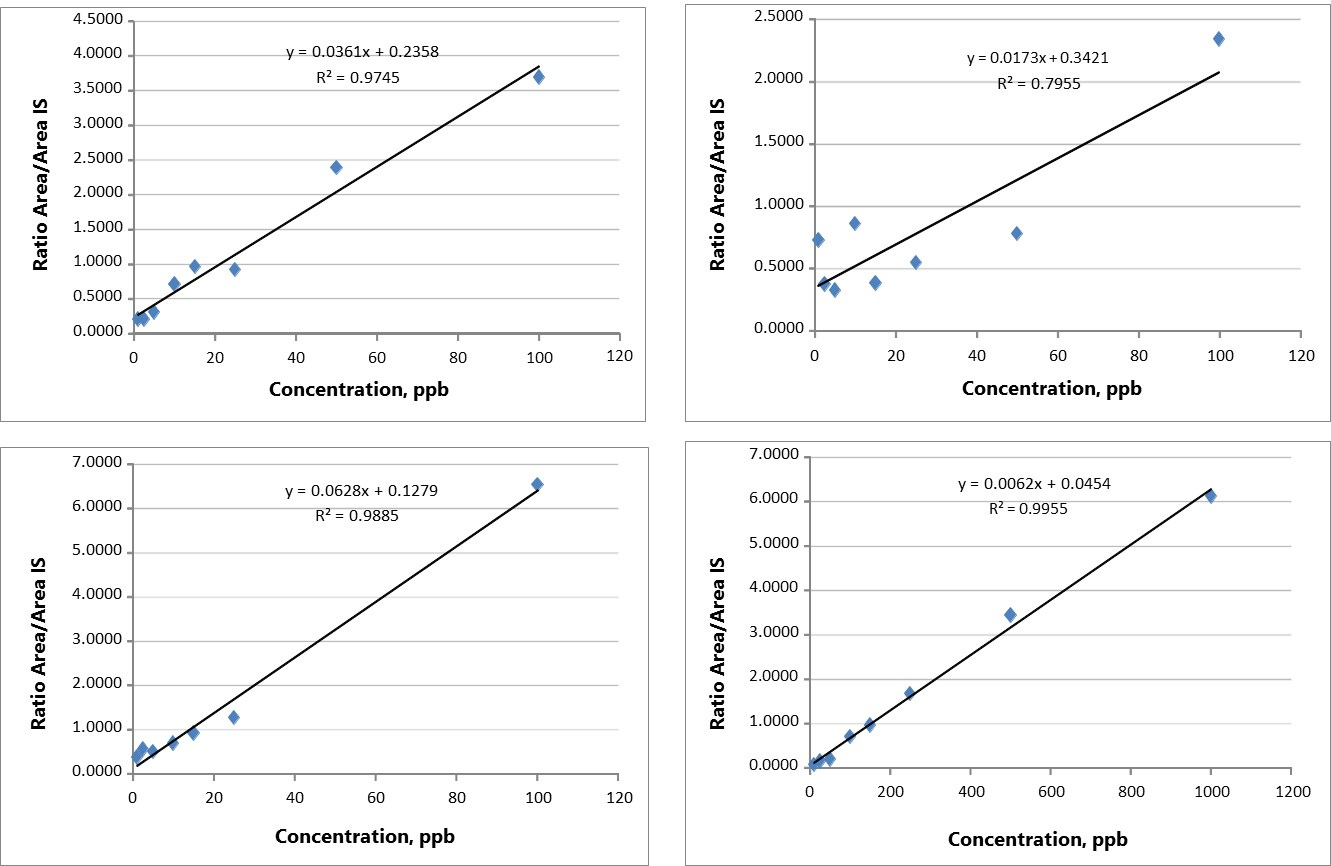 4.5000
4.0000
3.5000
3.0000
2.5000
2.0000
1.5000
1.0000
0.5000
0.0000
Ratio Area/Area IS
y = 0.0361x + 0.2358
R² = 0.9745
0 20 40 60 80 100 120
Concentration, ppb
2.5000
2.0000
1.5000
1.0000
0.5000
0.0000
Ratio Area/Area IS
y = 0.0173x + 0.3421
R² = 0.7955
0 20 40 60 80 100 120
Concentration, ppb
7.0000
6.0000
5.0000
4.0000
3.0000
2.0000
1.0000
0.0000
Ratio Area/Area IS
y = 0.0628x + 0.1279
R² = 0.9885
0 20 40 60 80 100 120
Concentration, ppb
7.0000
6.0000
5.0000
4.0000
3.0000
2.0000
1.0000
0.0000
Ratio Area/Area IS
y = 0.0062x + 0.0454
R² = 0.9955
0 200 400 600 800 1000 1200
Concentration, ppb